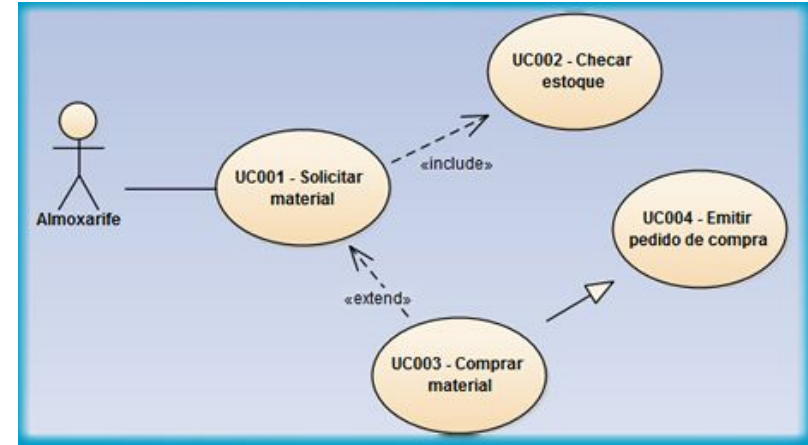 UC002 - Checar
estoque
«include»
UC001 - Solicitar
material
Almoxarife
UC004 - Emitir
pedido de compra
«extend»
UC003 - Comprar
material